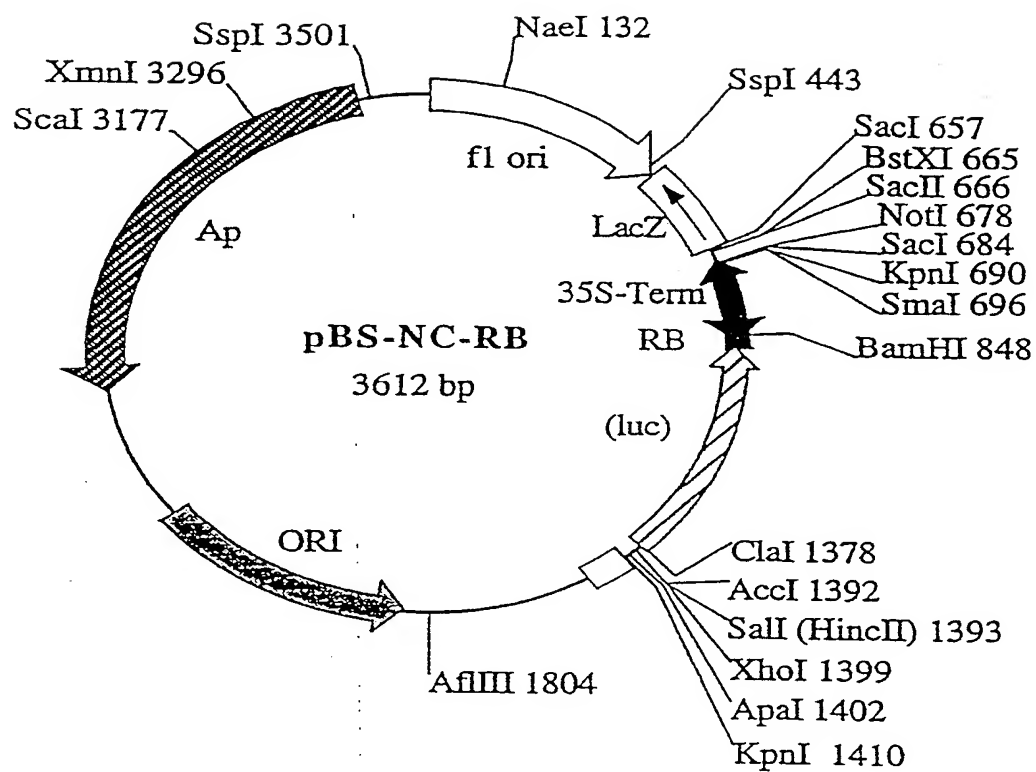 NaeI 132
SspI 3501
XmnI 3296
ScaI 3177
SspI 443
SacI 657
BstXI 665
SacII 666
NotI 678
SacI 684
KpnI 690
SmaI 696
BamHI 848
f1 ori
LacZ
Ap
35S-Term
RB
pBS-NC-RB
3612 bp
(luc)
ORI
ClaI 1378
AccI 1392
SalI (HincII) 1393
XhoI 1399
ApaI 1402
KpnI 1410
AflIII 1804